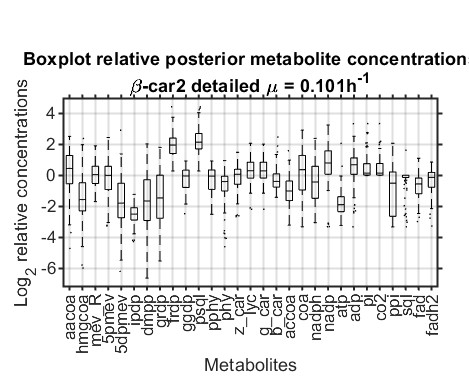 Boxplot relative posterior metabolite concentration
β-car2 detailed μ = 0.101h⁻¹
Log₂ relative concentrations
4
2
0
-2
-4
-6
aacoa
hmgcoa
mev_R
5pmev
5dpmev
ipdp
dmpp
grdp
frdp
ggdp
psql
pphy
phy
z_car
lyc
g_car
b_car
accoa
coa
nadph
nadp
atp
adp
pi
co2
ppi
sql
fad
fadh2
Metabolites